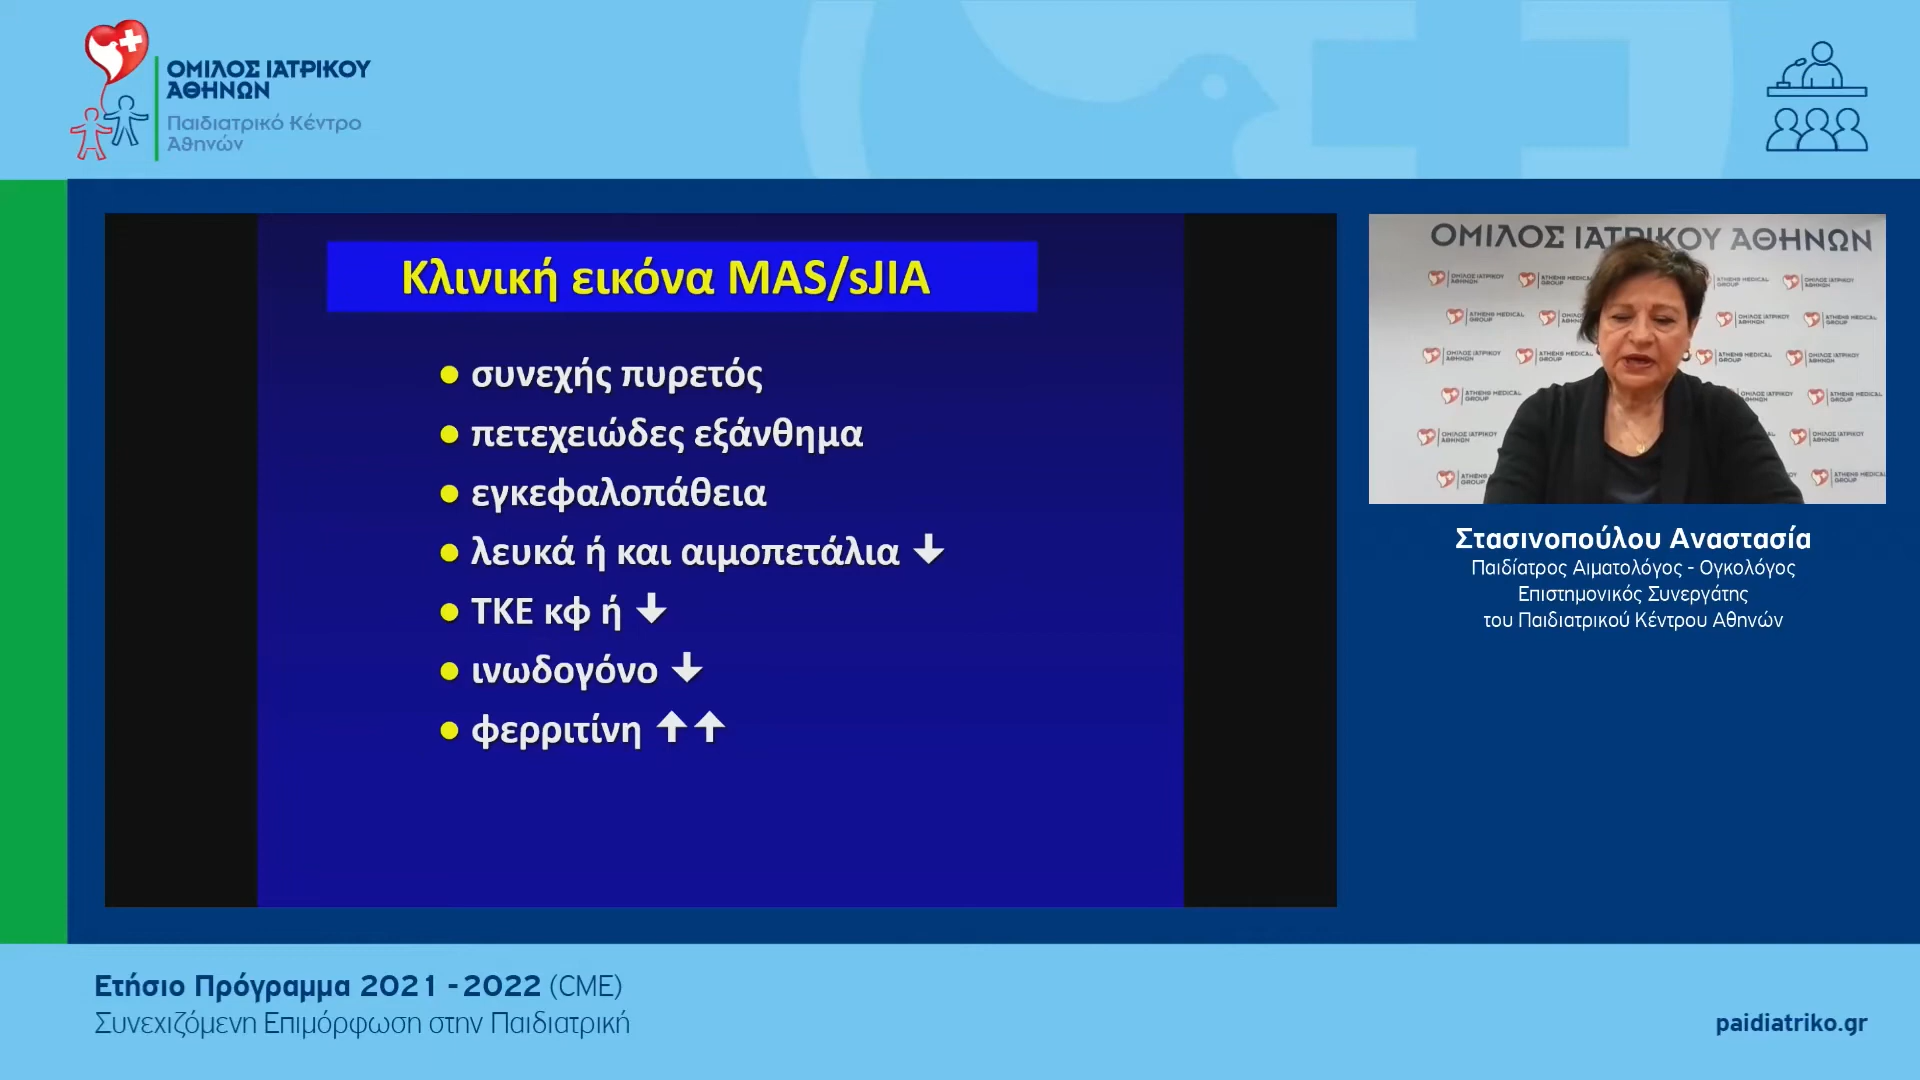 ΟΜΙΛΟΣ ΙΑΤΡΙΚΟΥ
ΑΘΗΝΩΝ
Παιδιατρικό Κέντρο
Αθηνών
Κλινική εικόνα MAS/sJIA
● συνεχής πυρετός
● πετεχειώδες εξάνθημα
● εγκεφαλοπάθεια
● λευκά ή και αιμοπετάλια ↓
● ΤΚΕ κφ ή ↓
● ινωδογόνο ↓
● φερριτίνη ↑↑
ΟΜΙΛΟΣ ΙΑΤΡΙΚΟΥ ΑΘΗΝΩΝ
Στασινοπούλου Αναστασία
Παιδίατρος Αιματολόγος - Ογκολόγος
Επιστημονικός Συνεργάτης
του Παιδιατρικού Κέντρου Αθηνών
Ετήσιο Πρόγραμμα 2021 - 2022 (CME)
Συνεχιζόμενη Επιμόρφωση στην Παιδιατρική
paidiatriko.gr